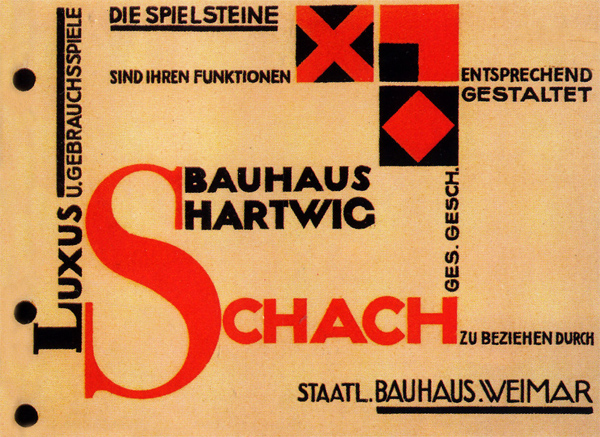 DIE SPIELSTEINE
SIND IHREN FUNKTIONEN
ENTSPRECHEND
GESTALTET
LUXUS
U. GEBRAUCHSSPIELE
BAUHAUS
HARTWIG
SCHACH
GES. GESCH.
ZU BEZIEHEN DURCH
STAATL. BAUHAUS. WEIMAR